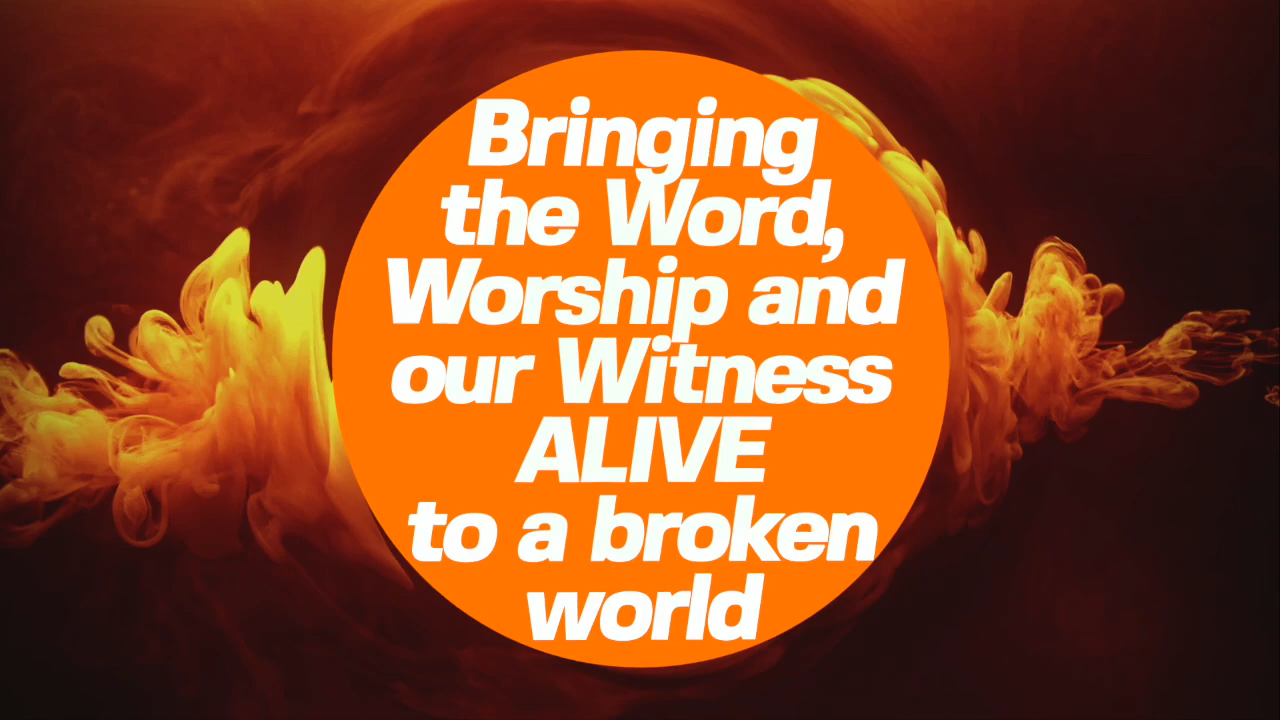 Bringing
the Word,
Worship and
our Witness
ALIVE
to a broken
world